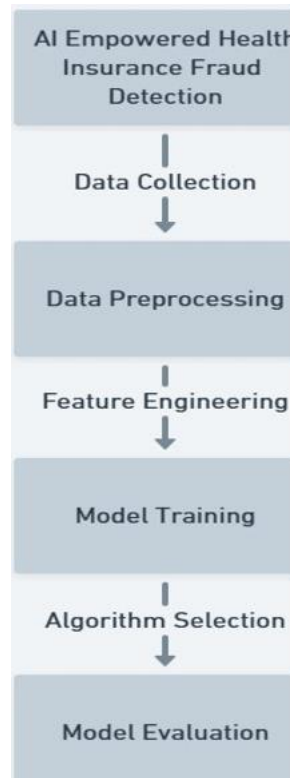 AI Empowered Health
Insurance Fraud
Detection
Data Collection
Data Preprocessing
Feature Engineering
Model Training
Algorithm Selection
Model Evaluation